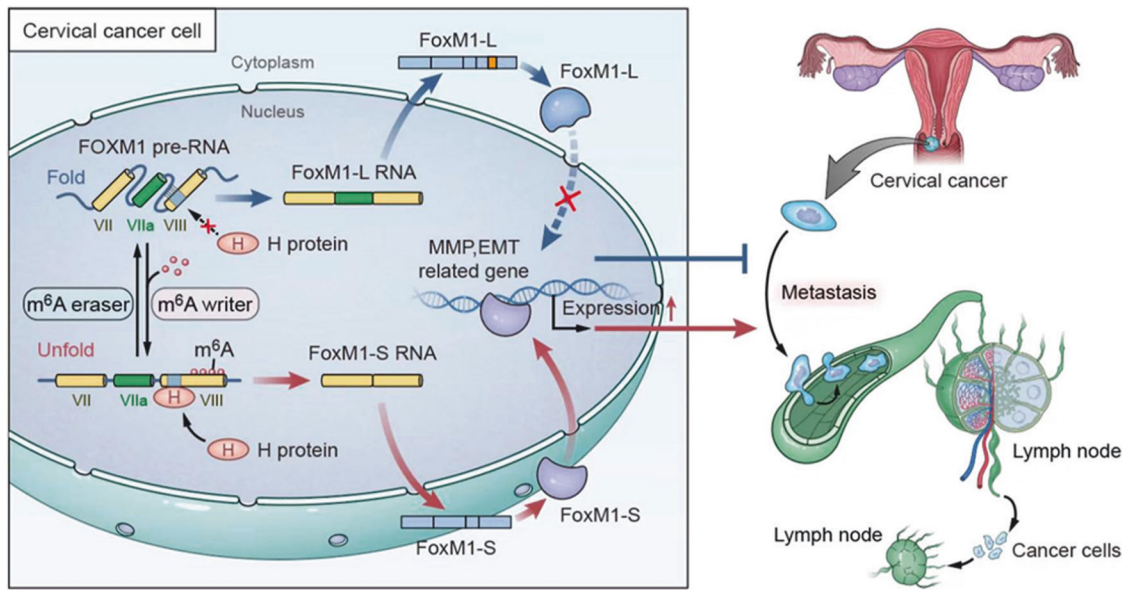 Cervical cancer cell
Cytoplasm
Nucleus
FoxM1-L
FoxM1-L
FOXM1 pre-RNA
Fold
VII
VIIa
VIII
FoxM1-L RNA
H
H protein
m⁶A eraser
m⁶A writer
MMP,EMT
related gene
Expression
Unfold
m⁶A
VII
VIIa
H
VIII
FoxM1-S RNA
H
H protein
FoxM1-S
FoxM1-S
Cervical cancer
Metastasis
Lymph node
Lymph node
Cancer cells